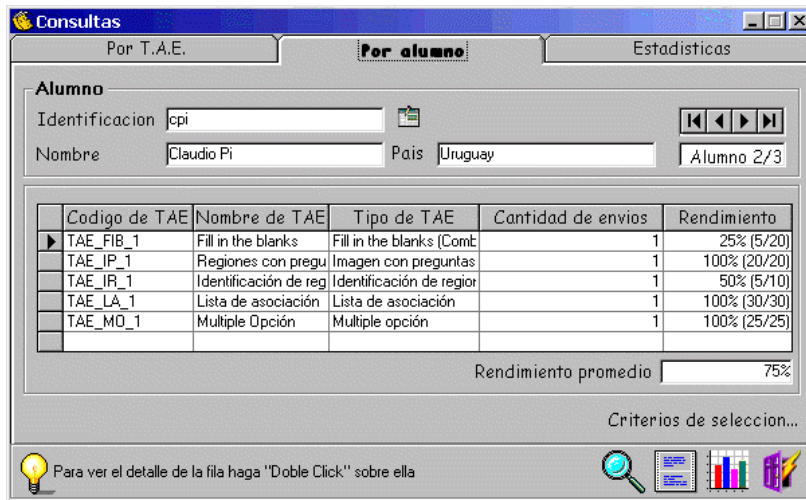 Consultas
Por T.A.E. Por alumno Estadisticas
Alumno
Identificacion cpi
Nombre Claudio Pi Pais Uruguay Alumno 2/3
Codigo de TAE Nombre de TAE Tipo de TAE Cantidad de envios Rendimiento
TAE_FIB_1 Fill in the blanks Fill in the blanks (Comb 1 25% (5/20)
TAE_IP_1 Regiones con pregu Imagen con preguntas 1 100% (20/20)
TAE_IR_1 Identificación de reg Identificación de region 1 50% (5/10)
TAE_LA_1 Lista de asociación Lista de asociación 1 100% (30/30)
TAE_MO_1 Multiple Opción Multiple opción 1 100% (25/25)
Rendimiento promedio 75%
Criterios de seleccion...
Para ver el detalle de la fila haga "Doble Click" sobre ella